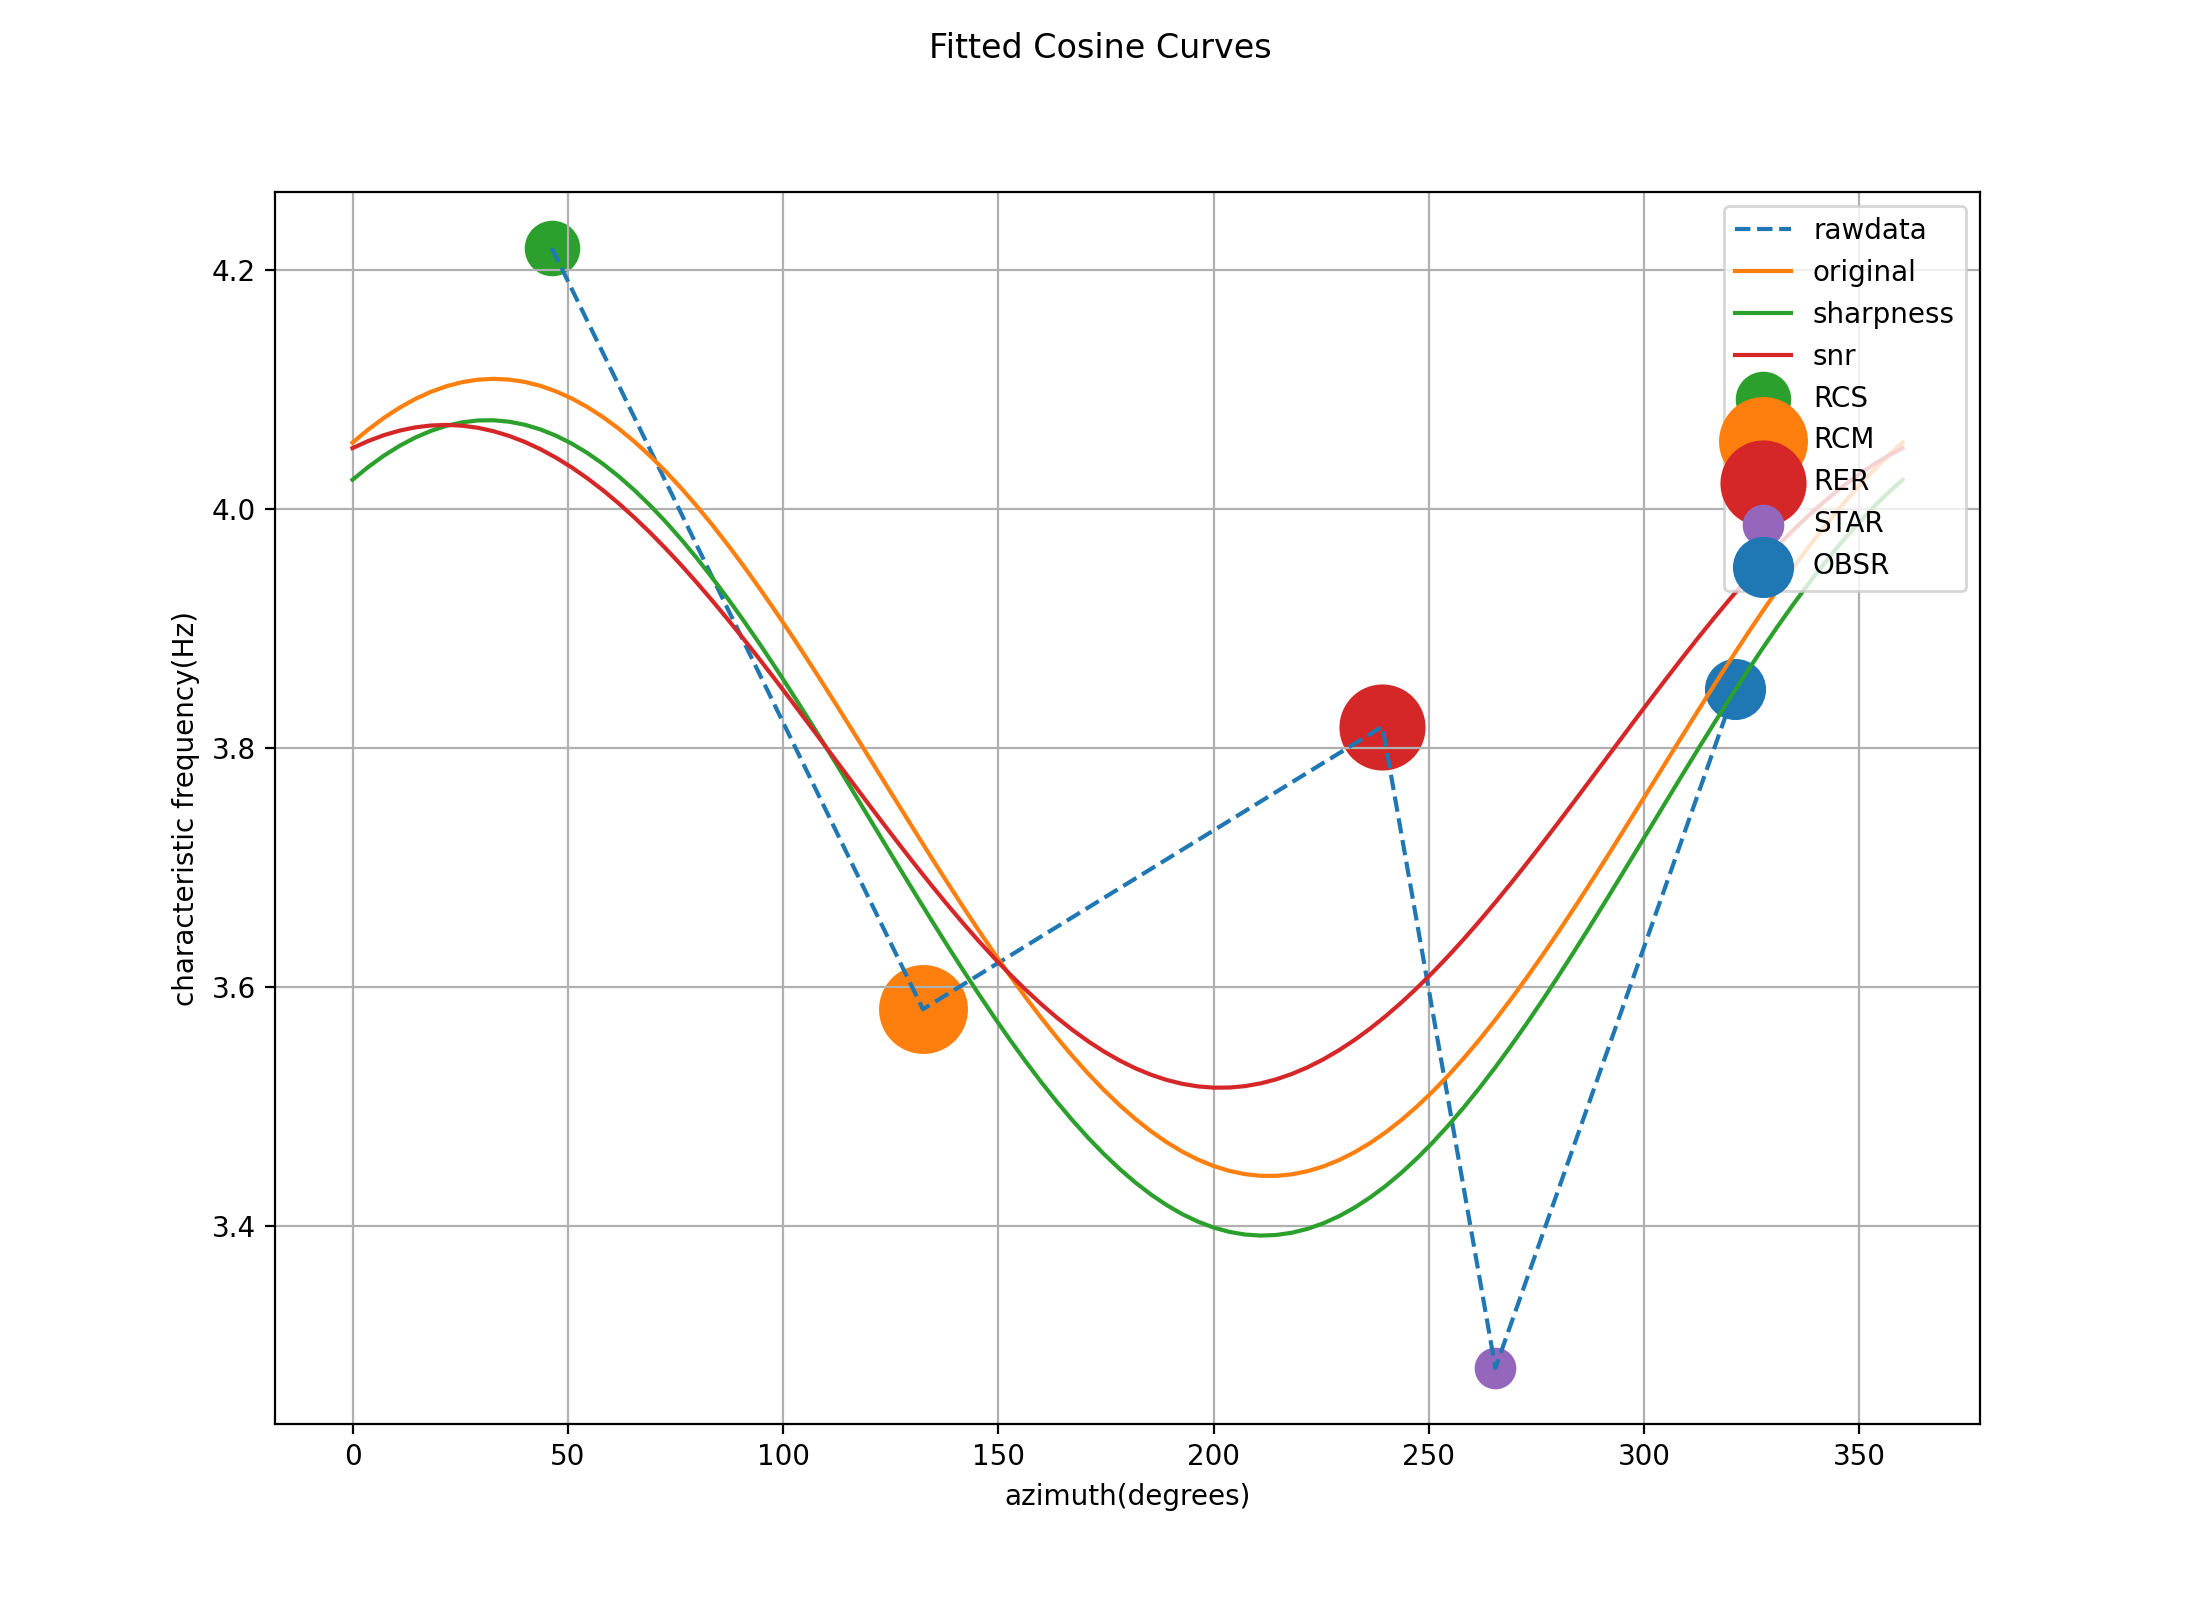 Fitted Cosine Curves
rawdata
original
sharpness
snr
RCS
RCM
RER
STAR
OBSR
4.2
4.0
3.8
3.6
3.4
characteristic frequency(Hz)
0 50 100 150 200 250 300 350
azimuth(degrees)